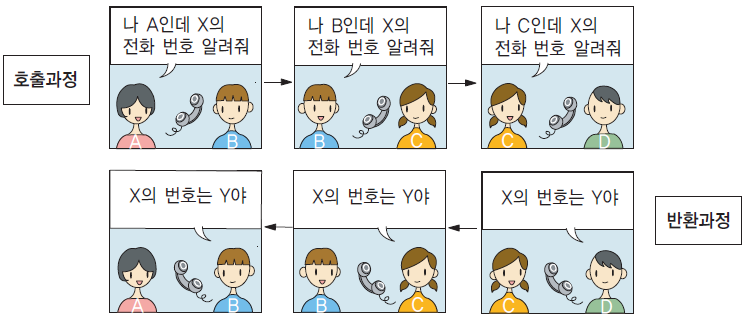 호출과정
나 A인데 X의
전화 번호 알려줘
A
B
나 B인데 X의
전화 번호 알려줘
B
C
나 C인데 X의
전화 번호 알려줘
C
D
X의 번호는 Y야
A
B
X의 번호는 Y야
B
C
X의 번호는 Y야
C
D
반환과정